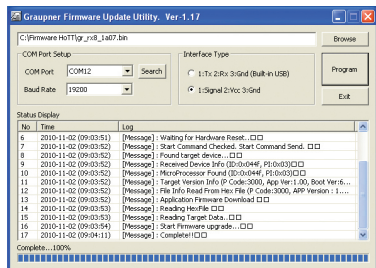 Graupner Firmware Update Utility. Ver-1.17
C:\Firmware HoTT\gr_rx8_1a07.bin Browse
COM Port Setup Interface Type
COM Port COM12 Search 1:Tx 2:Rx 3:Gnd (Built-in USB) Program
Baud Rate 19200 1:Signal 2:Vcc 3:Gnd
Exit
Status Display
No Time Log
6 2010-11-02 (09:03:51) [Message] : Waiting for Hardware Reset..□□
7 2010-11-02 (09:03:52) [Message] : Start Command Checked. Start Command Send. □□
8 2010-11-02 (09:03:52) [Message] : Found target device...□□
9 2010-11-02 (09:03:52) [Message] : Received Device Info (ID:0x044f, PI:0x03)□□
10 2010-11-02 (09:03:52) [Message] : MicroProcessor Found (ID:0x044f, PI:0x03)□□
11 2010-11-02 (09:03:52) [Message] : Target Version Info (P Code:3000, App Ver:1.00, Boot Ver:6...
12 2010-11-02 (09:03:52) [Message] : File Info Read From Hex File (P Code:3000, APP Version : 1....
13 2010-11-02 (09:03:52) [Message] : Application Firmware Download □□
14 2010-11-02 (09:03:53) [Message] : Reading HexFile □□
15 2010-11-02 (09:03:53) [Message] : Reading Target Data..□□
16 2010-11-02 (09:03:54) [Message] : Start Firmware upgrade...□□
17 2010-11-02 (09:04:11) [Message] : Complete!!□□
Complete...100%